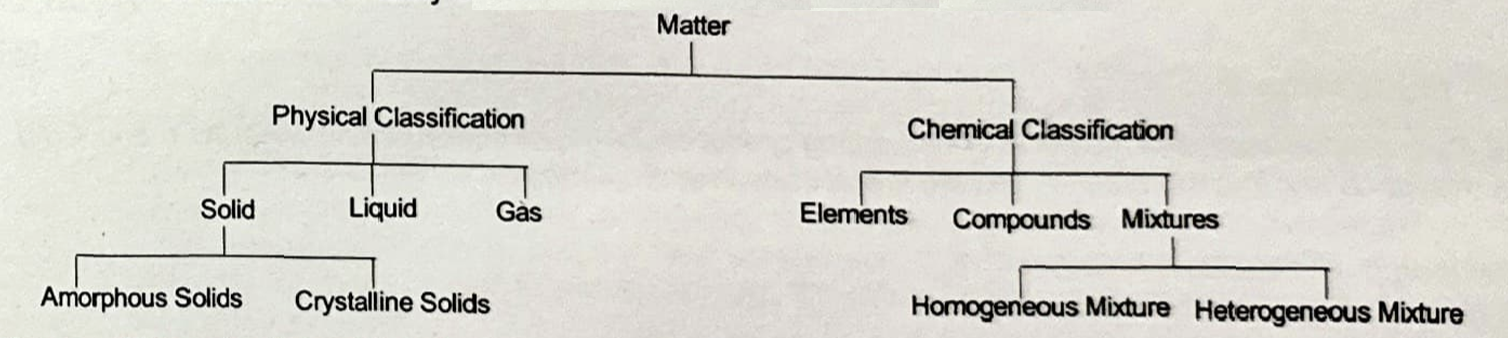 Matter
Physical Classification
Chemical Classification
Solid Liquid Gas
Elements Compounds Mixtures
Amorphous Solids Crystalline Solids
Homogeneous Mixture Heterogeneous Mixture